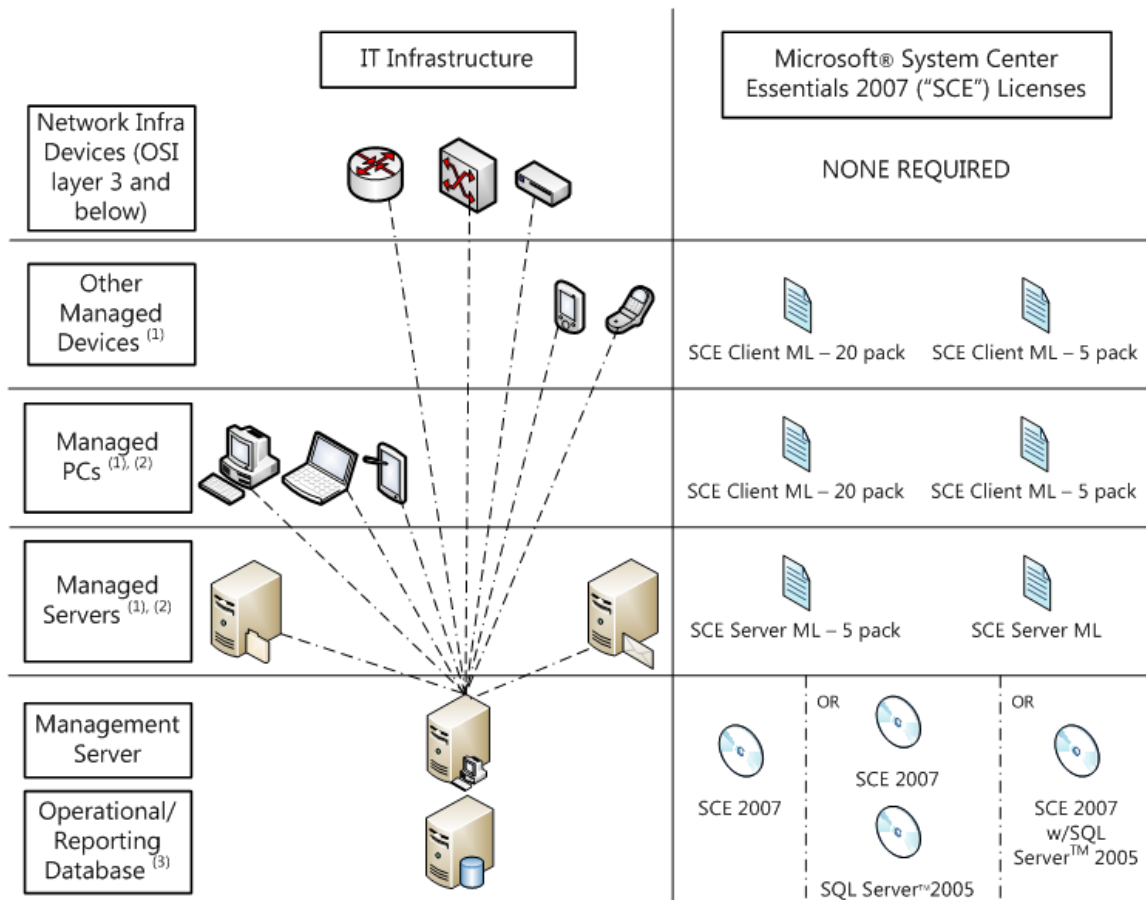 IT Infrastructure
Microsoft® System Center
Essentials 2007 (“SCE”) Licenses
Network Infra
Devices (OSI
layer 3 and
below)
NONE REQUIRED
Other
Managed
Devices (1)
SCE Client ML – 20 pack
SCE Client ML – 5 pack
Managed
PCs (1), (2)
SCE Client ML – 20 pack
SCE Client ML – 5 pack
Managed
Servers (1), (2)
SCE Server ML – 5 pack
SCE Server ML
Management
Server
Operational/
Reporting
Database (3)
SCE 2007
OR
SCE 2007
SQL Server™2005
OR
SCE 2007
w/SQL
Server™ 2005